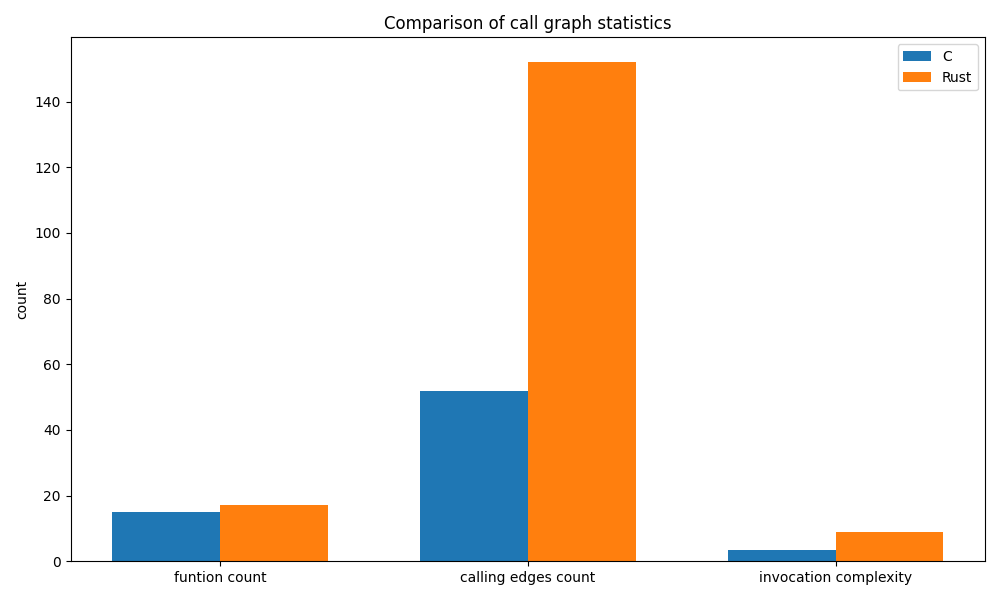 Comparison of call graph statistics
C
Rust
count
140
120
100
80
60
40
20
0
funtion count
calling edges count
invocation complexity